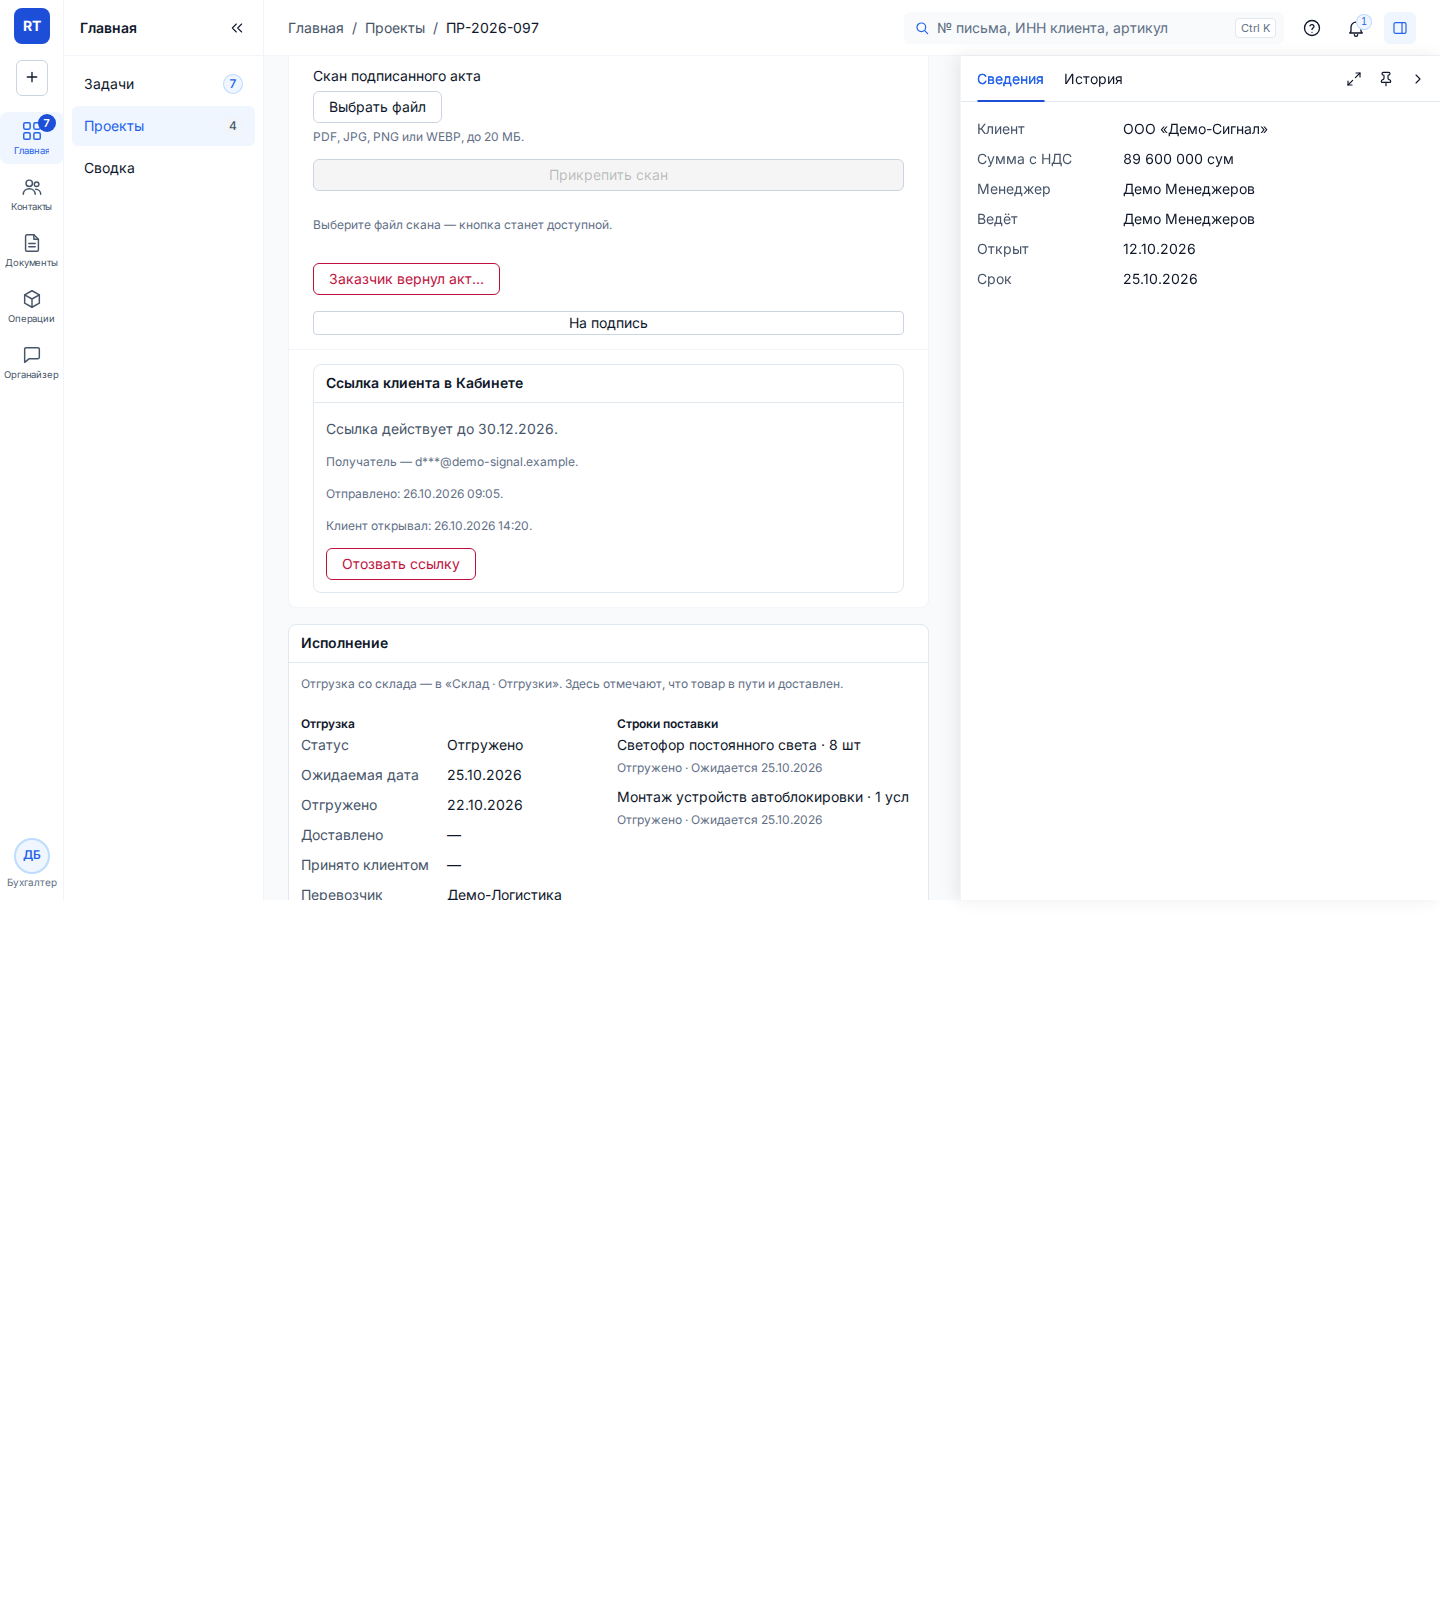 RT
Главная
Главная / Проекты / ПР-2026-097
№ письма, ИНН клиента, артикул
Ctrl K
1
+
7
Главная
Контакты
Документы
Операции
Органайзер
ДБ
Бухгалтер
Задачи 7
Проекты 4
Сводка
Скан подписанного акта
Выбрать файл
PDF, JPG, PNG или WEBP, до 20 МБ.
Прикрепить скан
Выберите файл скана — кнопка станет доступной.
Заказчик вернул акт...
На подпись
Ссылка клиента в Кабинете
Ссылка действует до 30.12.2026.
Получатель — d***@demo-signal.example.
Отправлено: 26.10.2026 09:05.
Клиент открывал: 26.10.2026 14:20.
Отозвать ссылку
Исполнение
Отгрузка со склада — в «Склад · Отгрузки». Здесь отмечают, что товар в пути и доставлен.
Отгрузка
Статус Отгружено
Ожидаемая дата 25.10.2026
Отгружено 22.10.2026
Доставлено —
Принято клиентом —
Перевозчик Демо-Логистика
Строки поставки
Светофор постоянного света · 8 шт
Отгружено · Ожидается 25.10.2026
Монтаж устройств автоблокировки · 1 усл
Отгружено · Ожидается 25.10.2026
Сведения История
Клиент ООО «Демо-Сигнал»
Сумма с НДС 89 600 000 сум
Менеджер Демо Менеджеров
Ведёт Демо Менеджеров
Открыт 12.10.2026
Срок 25.10.2026